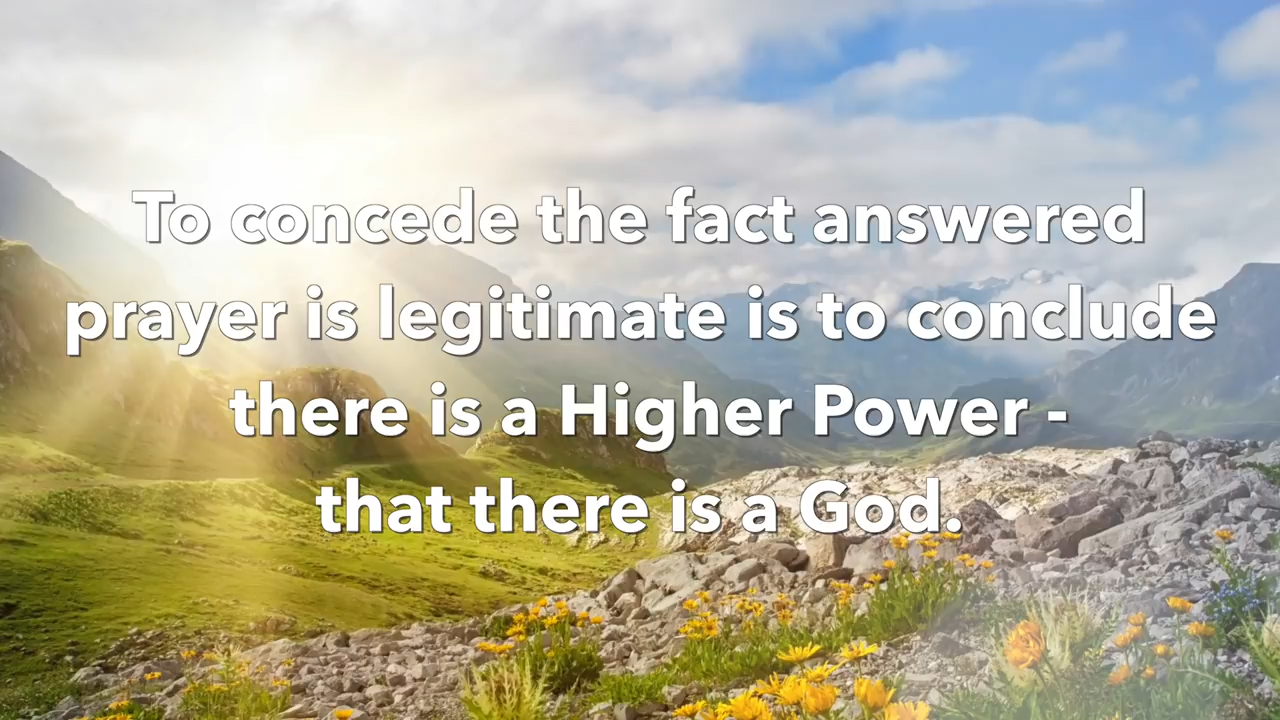 To concede the fact answered
prayer is legitimate is to conclude
there is a Higher Power -
that there is a God.